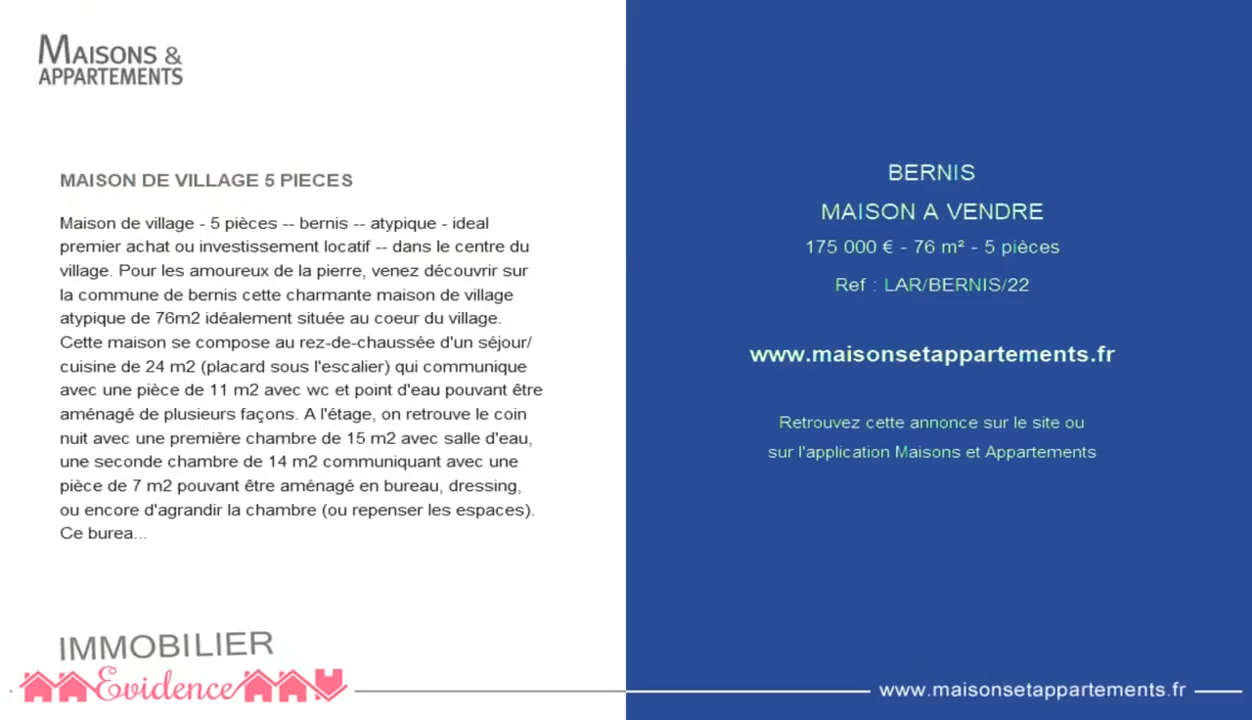 MAISONS &
APPARTEMENTS
MAISON DE VILLAGE 5 PIECES
Maison de village - 5 pièces -- bernis -- atypique - ideal
premier achat ou investissement locatif -- dans le centre du
village. Pour les amoureux de la pierre, venez découvrir sur
la commune de bernis cette charmante maison de village
atypique de 76m2 idéalement située au coeur du village.
Cette maison se compose au rez-de-chaussée d'un séjour/
cuisine de 24 m2 (placard sous l'escalier) qui communique
avec une pièce de 11 m2 avec wc et point d'eau pouvant être
aménagé de plusieurs façons. A l'étage, on retrouve le coin
nuit avec une première chambre de 15 m2 avec salle d'eau,
une seconde chambre de 14 m2 communiquant avec une
pièce de 7 m2 pouvant être aménagé en bureau, dressing,
ou encore d'agrandir la chambre (ou repenser les espaces).
Ce burea...
IMMOBILIER
Evidence
BERNIS
MAISON A VENDRE
175 000 € - 76 m² - 5 pièces
Ref : LAR/BERNIS/22
www.maisonsetappartements.fr
Retrouvez cette annonce sur le site ou
sur l'application Maisons et Appartements
www.maisonsetappartements.fr